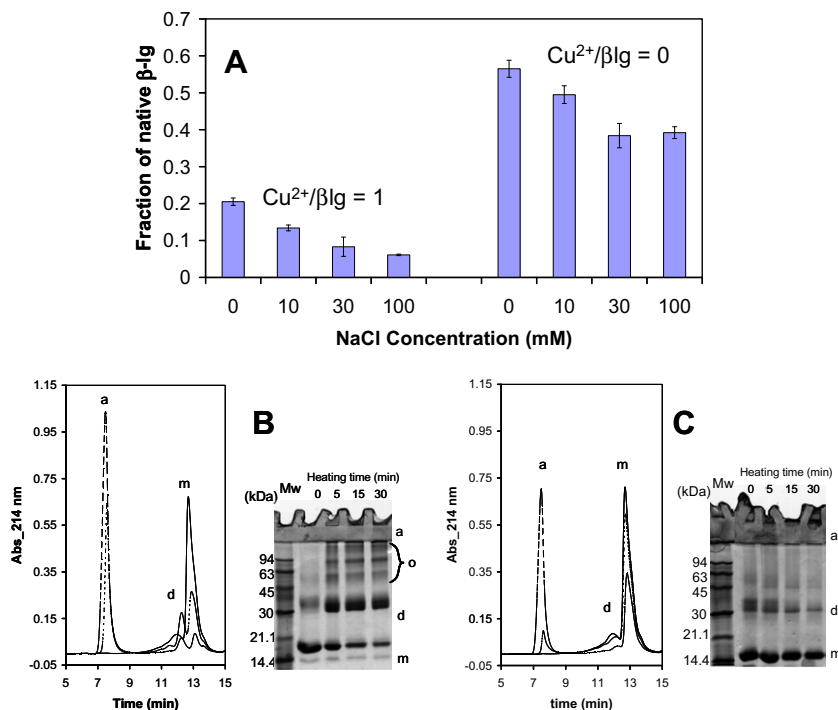 0.7
0.6
0.5
0.4
0.3
0.2
0.1
0
Fraction of native β-lg
A
Cu²⁺/βlg = 1
Cu²⁺/βlg = 0
0 10 30 100 0 10 30 100
NaCl Concentration (mM)
1.15
0.95
0.75
0.55
0.35
0.15
-0.05
Abs_214 nm
a
m
d
5 7 9 11 13 15
Time (min)
B
Heating time (min)
Mw 0 5 15 30
(kDa)
94
63
45
30
21.1
14.4
a
o
d
m
1.15
0.95
0.75
0.55
0.35
0.15
-0.05
Abs_214 nm
a
m
d
5 7 9 11 13 15
time (min)
C
Heating time (min)
Mw 0 5 15 30
(kDa)
94
63
45
30
21.1
14.4
a
d
m